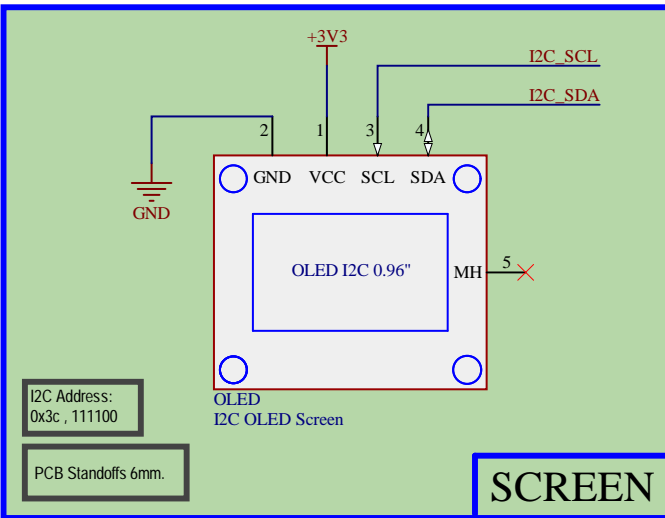 +3V3
I2C_SCL
I2C_SDA
2
1
3
4
GND VCC SCL SDA
GND
OLED I2C 0.96"
MH
5
I2C Address:
0x3c , 111100
OLED
I2C OLED Screen
PCB Standoffs 6mm.
SCREEN